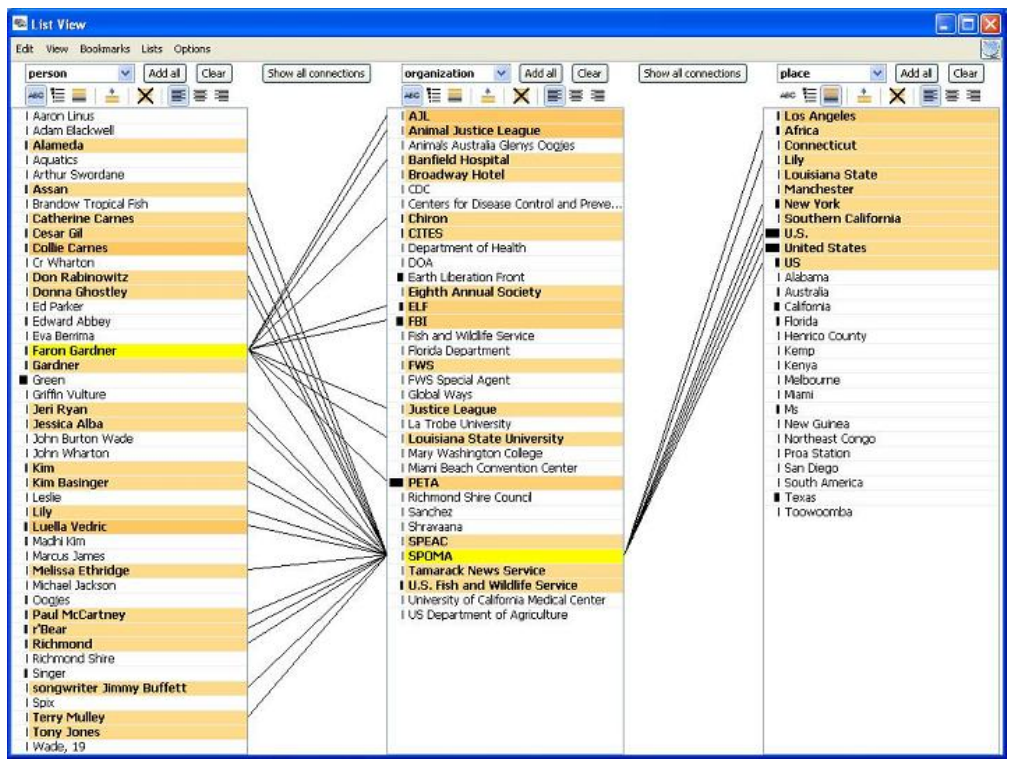 List View
Edit View Bookmarks Lists Options
person Add all Clear Show all connections organization Add all Clear Show all connections place Add all Clear
ABC ABC ABC
Aaron Linus
Adam Blackwell
Alameda
Aquatics
Arthur Swordane
Assan
Brandow Tropical Fish
Catherine Carnes
Cesar Gil
Collie Carnes
Cr Wharton
Don Rabinowitz
Donna Ghostley
Ed Parker
Edward Abbey
Eva Berrima
Faron Gardner
Gardner
Green
Griffin Vulture
Jeri Ryan
Jessica Alba
John Burton Wade
John Wharton
Kim
Kim Basinger
Leslie
Lily
Luella Vedric
Madhi Kim
Marcus James
Melissa Ethridge
Michael Jackson
Oogjes
Paul McCartney
r'Bear
Richmond
Richmond Shire
Singer
songwriter Jimmy Buffett
Spix
Terry Mulley
Tony Jones
Wade, 19
AJL
Animal Justice League
Animals Australia Glenys Oogjes
Banfield Hospital
Broadway Hotel
CDC
Centers for Disease Control and Preve...
Chiron
CITES
Department of Health
DOA
Earth Liberation Front
Eighth Annual Society
ELF
FBI
Fish and Wildlife Service
Florida Department
FWS
FWS Special Agent
Global Ways
Justice League
La Trobe University
Louisiana State University
Mary Washington College
Miami Beach Convention Center
PETA
Richmond Shire Council
Sanchez
Shravaana
SPEAC
SPOMA
Tamarack News Service
U.S. Fish and Wildlife Service
University of California Medical Center
US Department of Agriculture
Los Angeles
Africa
Connecticut
Lily
Louisiana State
Manchester
New York
Southern California
U.S.
United States
US
Alabama
Australia
California
Florida
Henrico County
Kemp
Kenya
Melbourne
Miami
Ms
New Guinea
Northeast Congo
Proa Station
San Diego
South America
Texas
Toowoomba